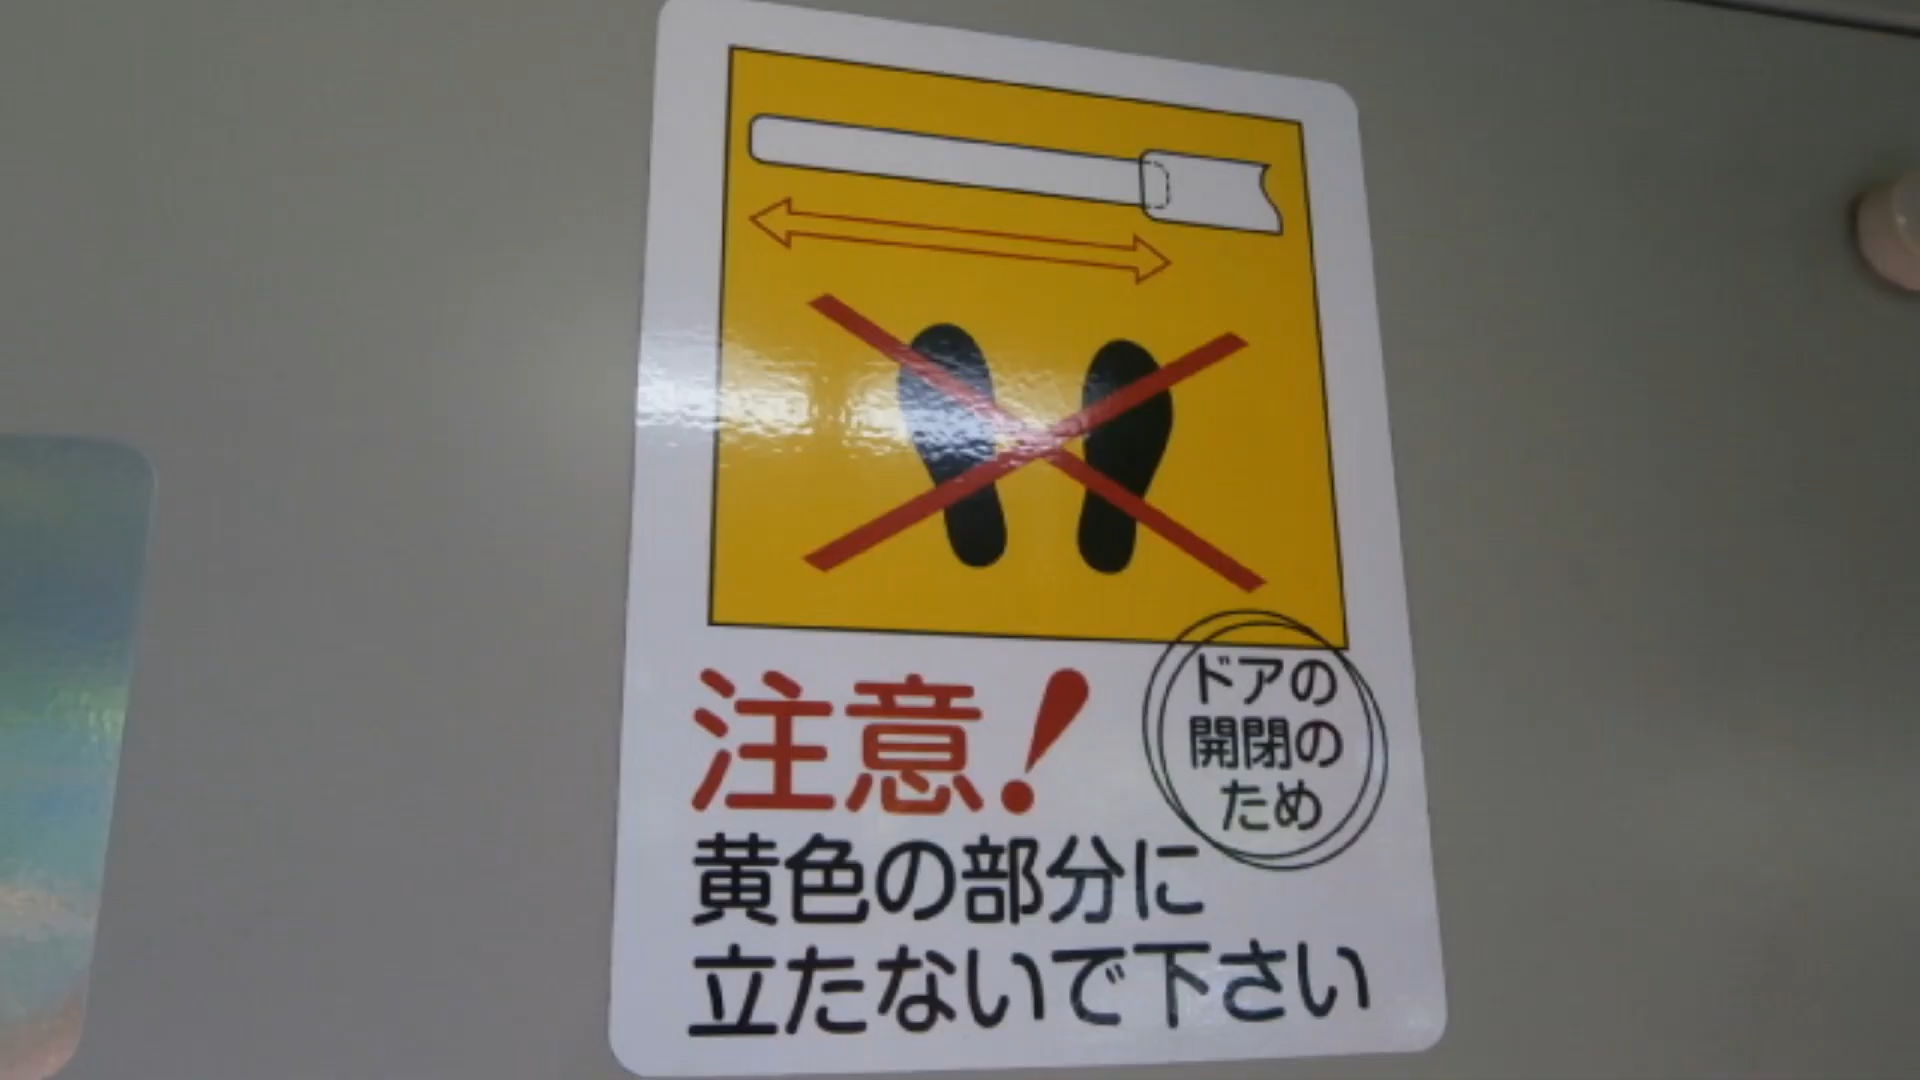 ドアの
開閉の
ため
注意!
黄色の部分に
立たないで下さい